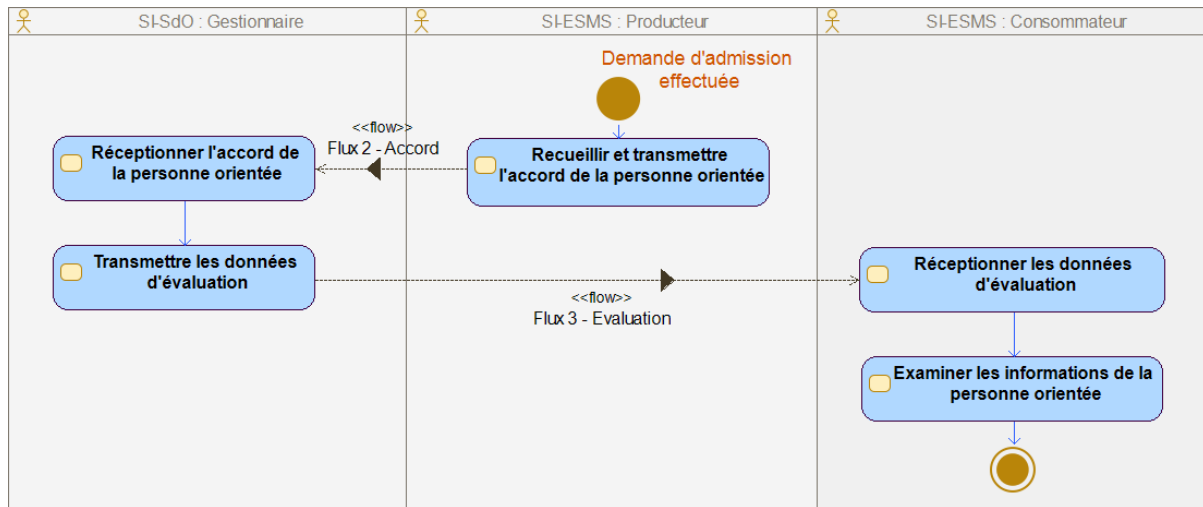 SI-SdO : Gestionnaire
SI-ESMS : Producteur
SI-ESMS : Consommateur
Demande d'admission
effectuée
<<flow>>
Flux 2 - Accord
Réceptionner l'accord de
la personne orientée
Recueillir et transmettre
l'accord de la personne orientée
Transmettre les données
d'évaluation
<<flow>>
Flux 3 - Evaluation
Réceptionner les données
d'évaluation
Examiner les informations de la
personne orientée